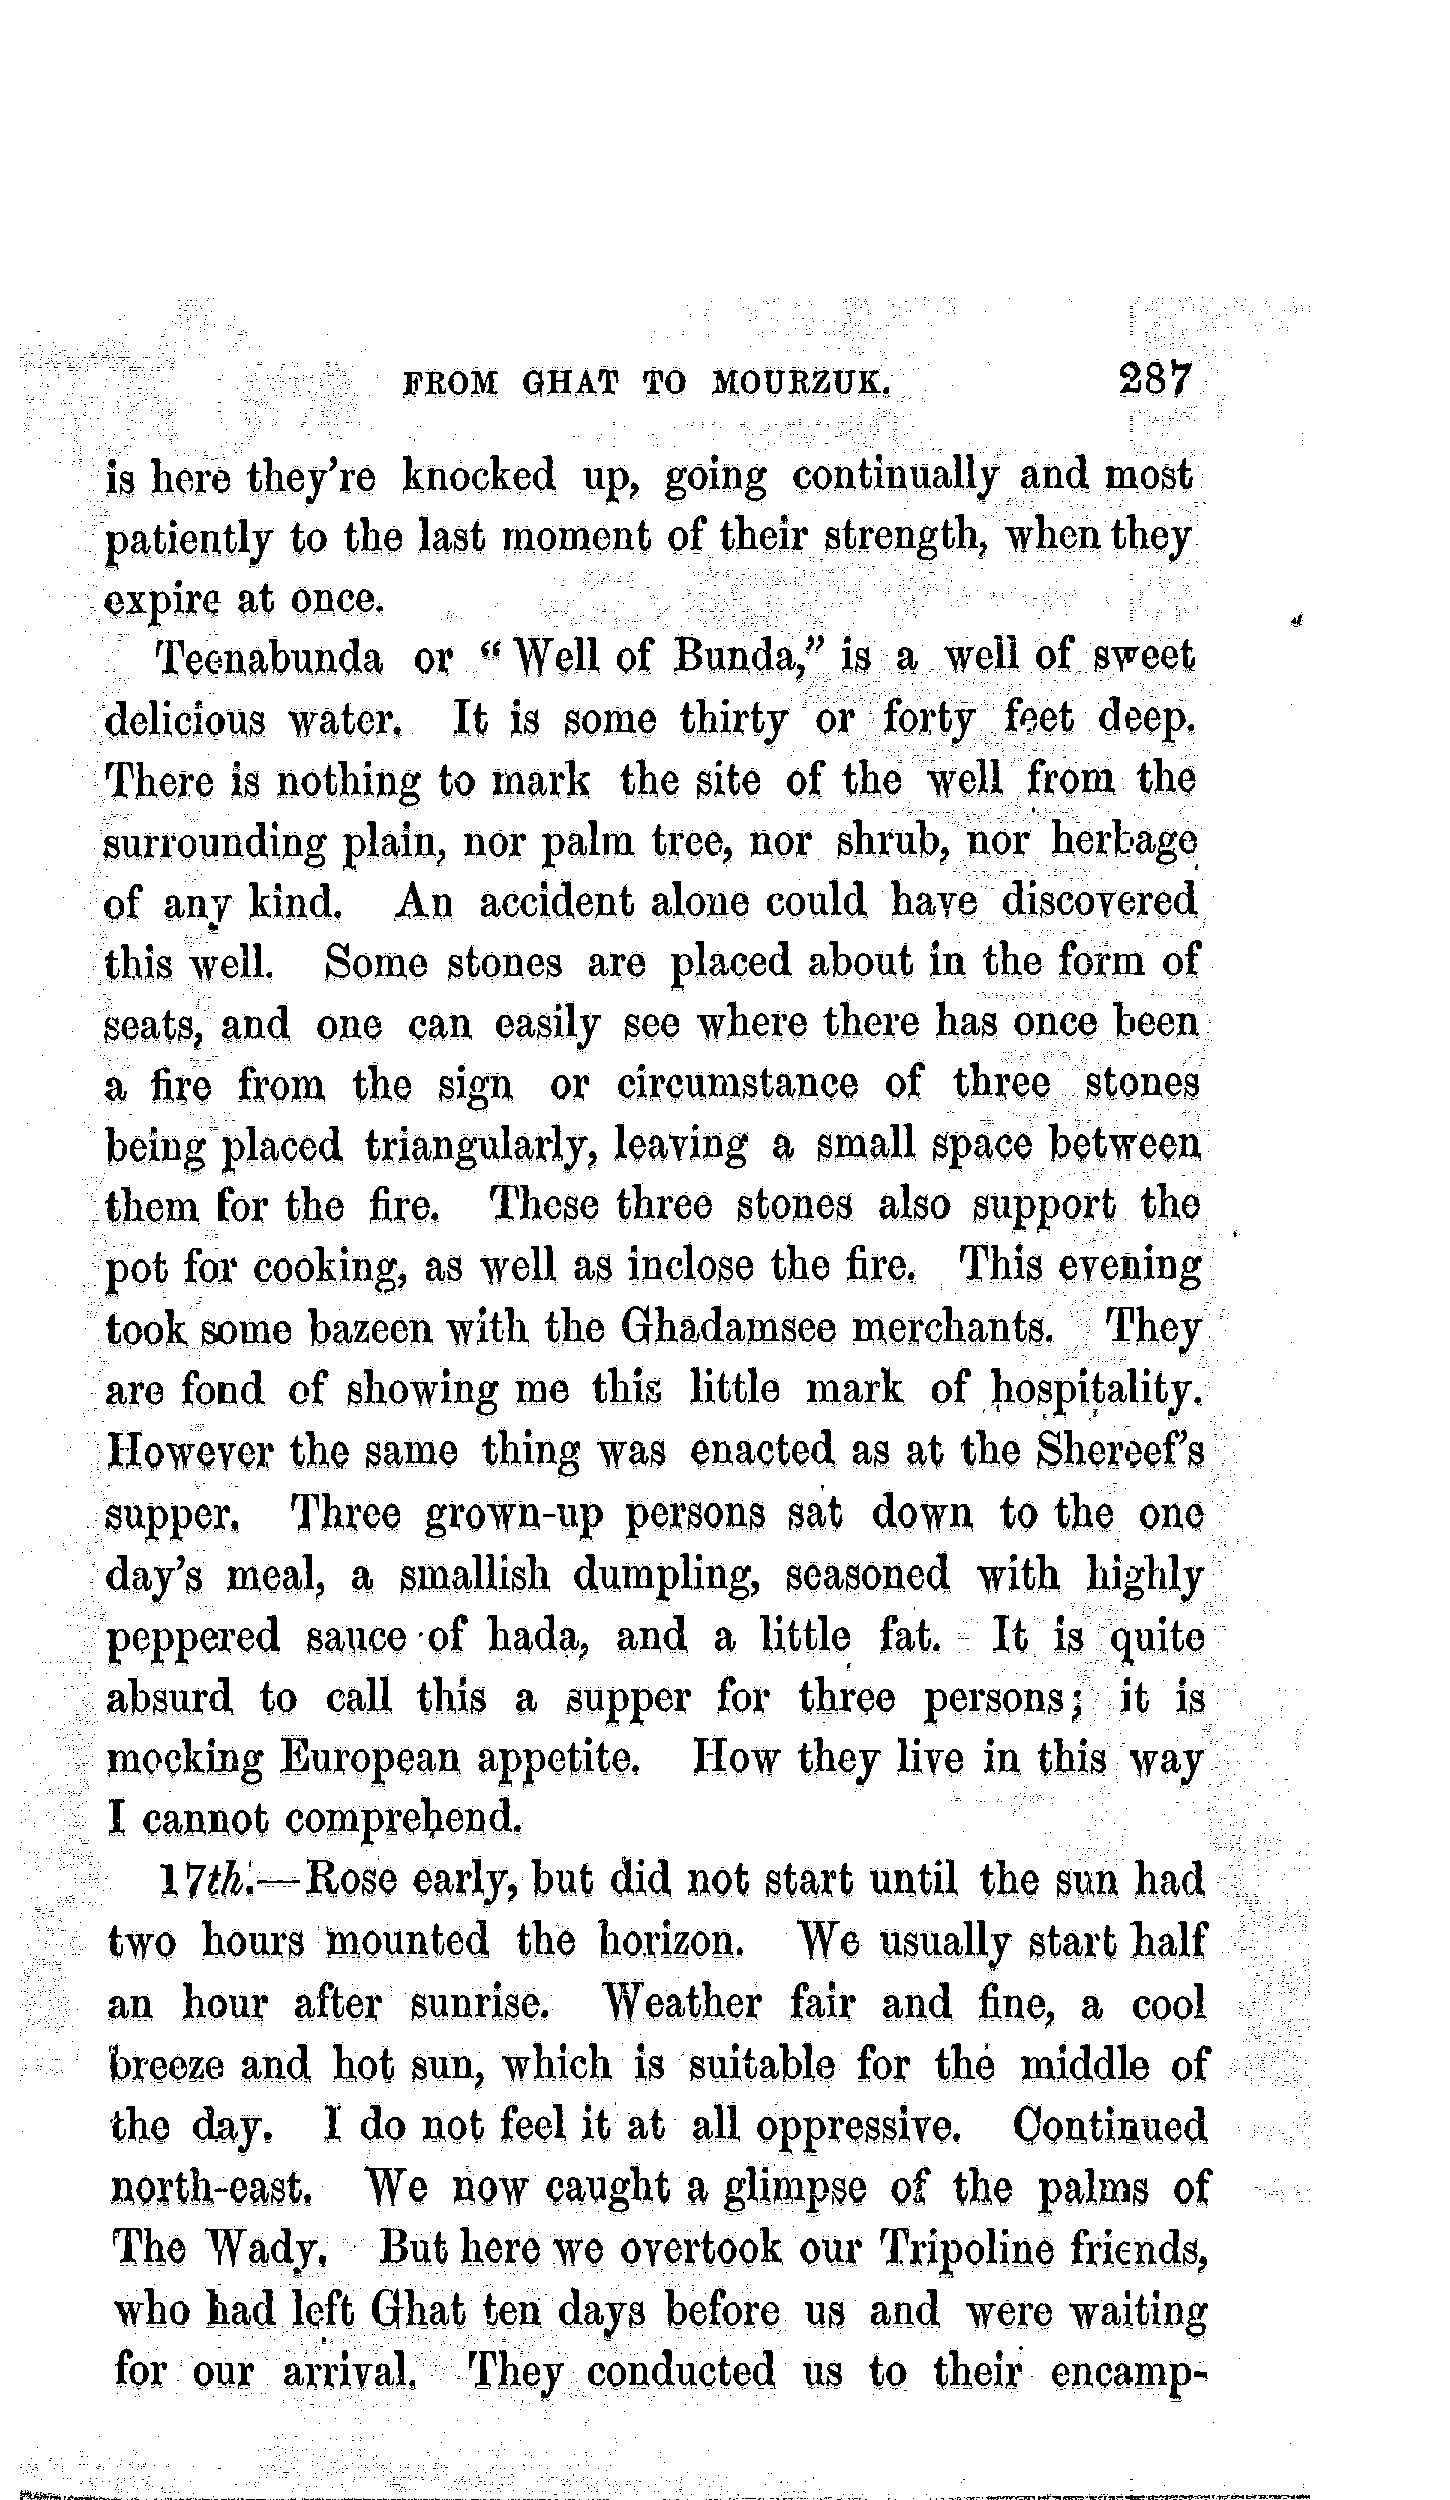 FROM GHAT TO MOURZUK. 287
is here they're knocked up, going continually and most
patiently to the last moment of their strength, when they
expire at once.
Teenabunda or “Well of Bunda,” is a well of sweet
delicious water. It is some thirty or forty feet deep.
There is nothing to mark the site of the well from the
surrounding plain, nor palm tree, nor shrub, nor herbage
of any kind. An accident alone could have discovered
this well. Some stones are placed about in the form of
seats, and one can easily see where there has once been
a fire from the sign or circumstance of three stones
being placed triangularly, leaving a small space between
them for the fire. These three stones also support the
pot for cooking, as well as inclose the fire. This evening
took some bazeen with the Ghadamsee merchants. They
are fond of showing me this little mark of hospitality.
However the same thing was enacted as at the Shereef's
supper. Three grown-up persons sat down to the one
day's meal, a smallish dumpling, seasoned with highly
peppered sauce of hada, and a little fat. It is quite
absurd to call this a supper for three persons; it is
mocking European appetite. How they live in this way
I cannot comprehend.
17th.—Rose early, but did not start until the sun had
two hours mounted the horizon. We usually start half
an hour after sunrise. Weather fair and fine, a cool
breeze and hot sun, which is suitable for the middle of
the day. I do not feel it at all oppressive. Continued
north-east. We now caught a glimpse of the palms of
The Wady. But here we overtook our Tripoline friends,
who had left Ghat ten days before us and were waiting
for our arrival. They conducted us to their encamp-